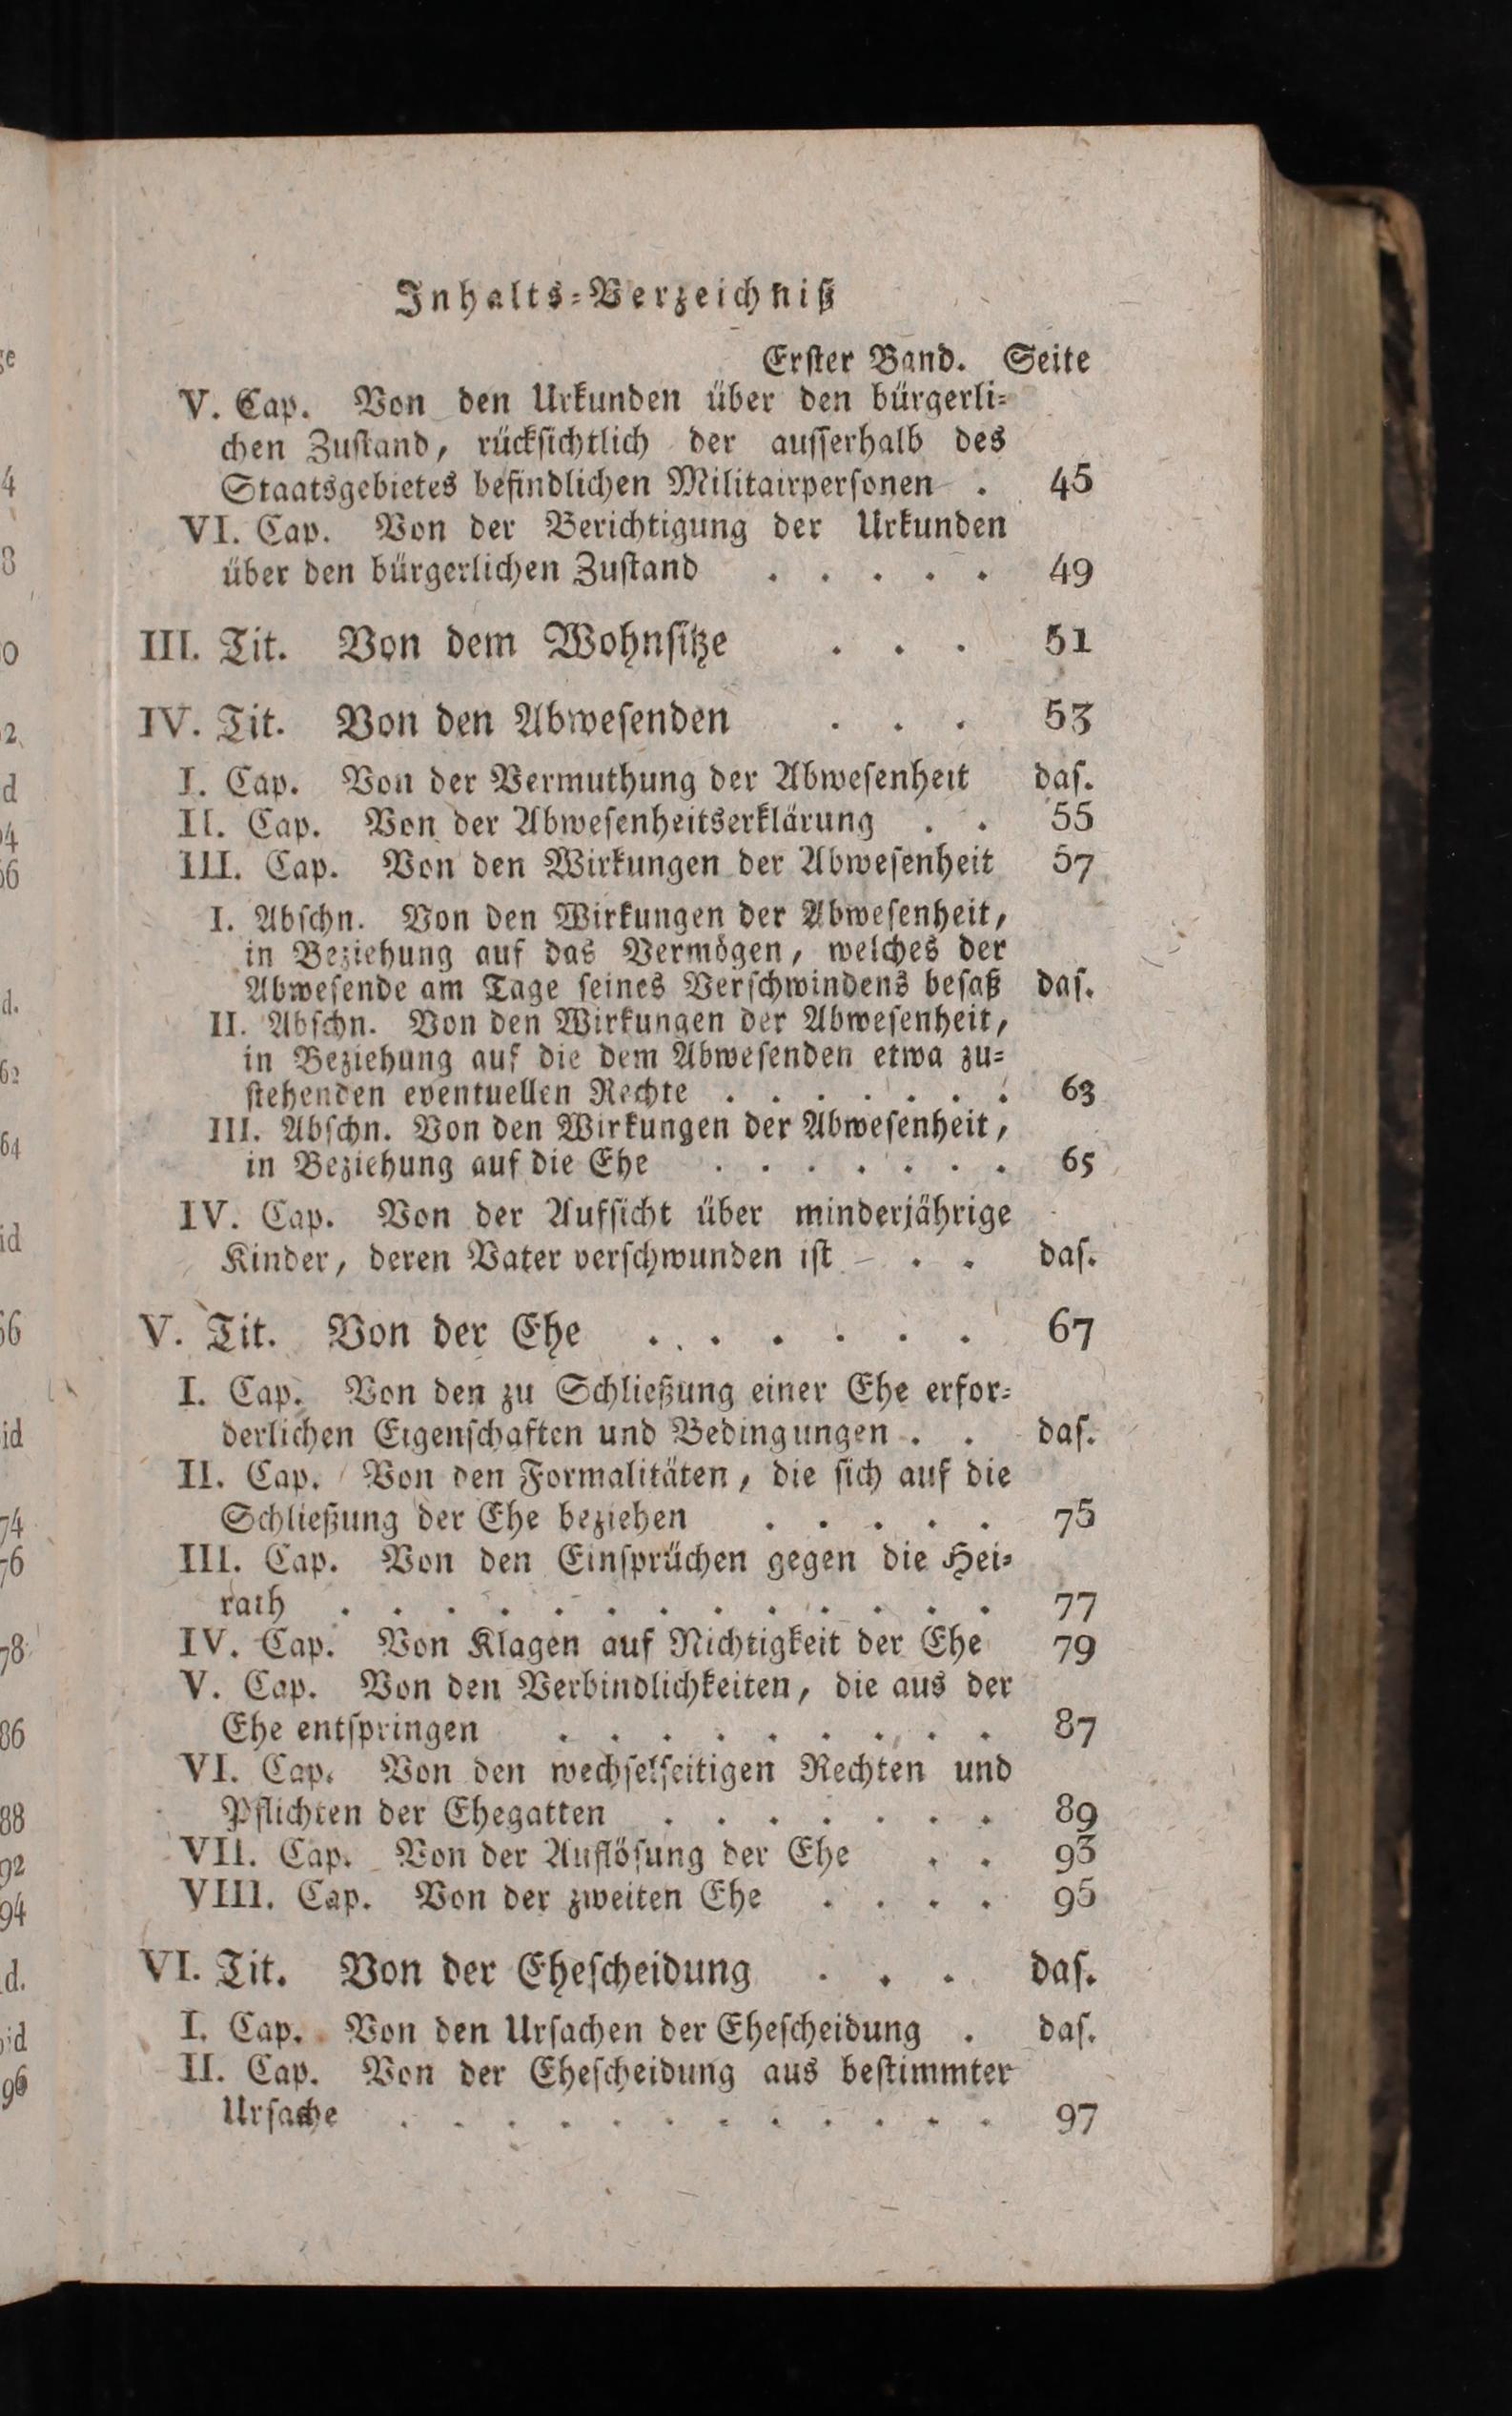 Inhalts-Verzeichniß
Erster Band. Seite
V. Cap. Von den Urkunden über den bürgerli-
chen Zustand, rücksichtlich der ausserhalb des
Staatsgebietes befindlichen Militairpersonen . 45
VI. Cap. Von der Berichtigung der Urkunden
über den bürgerlichen Zustand . . . . . 49
III. Tit. Von dem Wohnsitze . . . 51
IV. Tit. Von den Abwesenden . . . 53
I. Cap. Von der Vermuthung der Abwesenheit das.
II. Cap. Von der Abwesenheitserklärung . . 55
III. Cap. Von den Wirkungen der Abwesenheit 57
I. Abschn. Von den Wirkungen der Abwesenheit,
in Beziehung auf das Vermögen, welches der
Abwesende am Tage seines Verschwindens besaß das.
II. Abschn. Von den Wirkungen der Abwesenheit,
in Beziehung auf die dem Abwesenden etwa zu-
stehenden eventuellen Rechte . . . . . . . 63
III. Abschn. Von den Wirkungen der Abwesenheit,
in Beziehung auf die Ehe . . . . . . . 65
IV. Cap. Von der Aufsicht über minderjährige
Kinder, deren Vater verschwunden ist . . das.
V. Tit. Von der Ehe . . . . . . 67
I. Cap. Von den zu Schließung einer Ehe erfor-
derlichen Eigenschaften und Bedingungen . . das.
II. Cap. Von den Formalitäten, die sich auf die
Schließung der Ehe beziehen . . . . . 75
III. Cap. Von den Einsprüchen gegen die Hei-
rath . . . . . . . . . . . . . 77
IV. Cap. Von Klagen auf Nichtigkeit der Ehe 79
V. Cap. Von den Verbindlichkeiten, die aus der
Ehe entspringen . . . . . . . . . 87
VI. Cap. Von den wechselseitigen Rechten und
Pflichten der Ehegatten . . . . . . . 89
VII. Cap. Von der Auflösung der Ehe . . 93
VIII. Cap. Von der zweiten Ehe . . . . 95
VI. Tit. Von der Ehescheidung . . . das.
I. Cap. Von den Ursachen der Ehescheidung . das.
II. Cap. Von der Ehescheidung aus bestimmter
Ursache . . . . . . . . . . . . 97